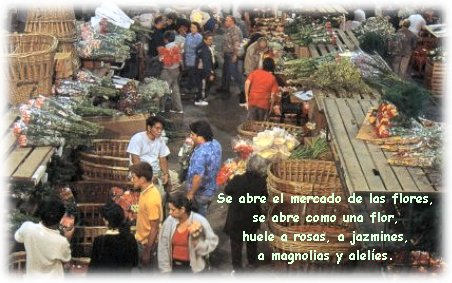 Se abre el mercado de las flores,
se abre como una flor,
huele a rosas, a jazmines,
a magnolias y alelíes.